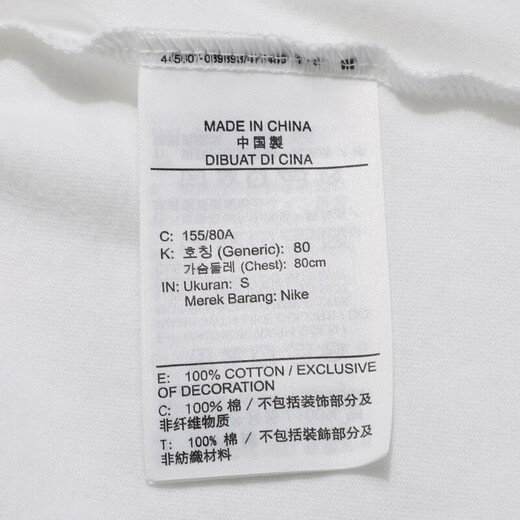 MADE IN CHINA
中国製
DIBUAT DI CINA
C: 155/80A
K: 호칭 (Generic): 80
가슴둘레 (Chest): 80cm
IN: Ukuran: S
Merek Barang: Nike
E: 100% COTTON / EXCLUSIVE
OF DECORATION
C: 100% 棉 / 不包括装饰部分及
非纤维物质
T: 100% 棉 / 不包括裝飾部分及
非紡織材料